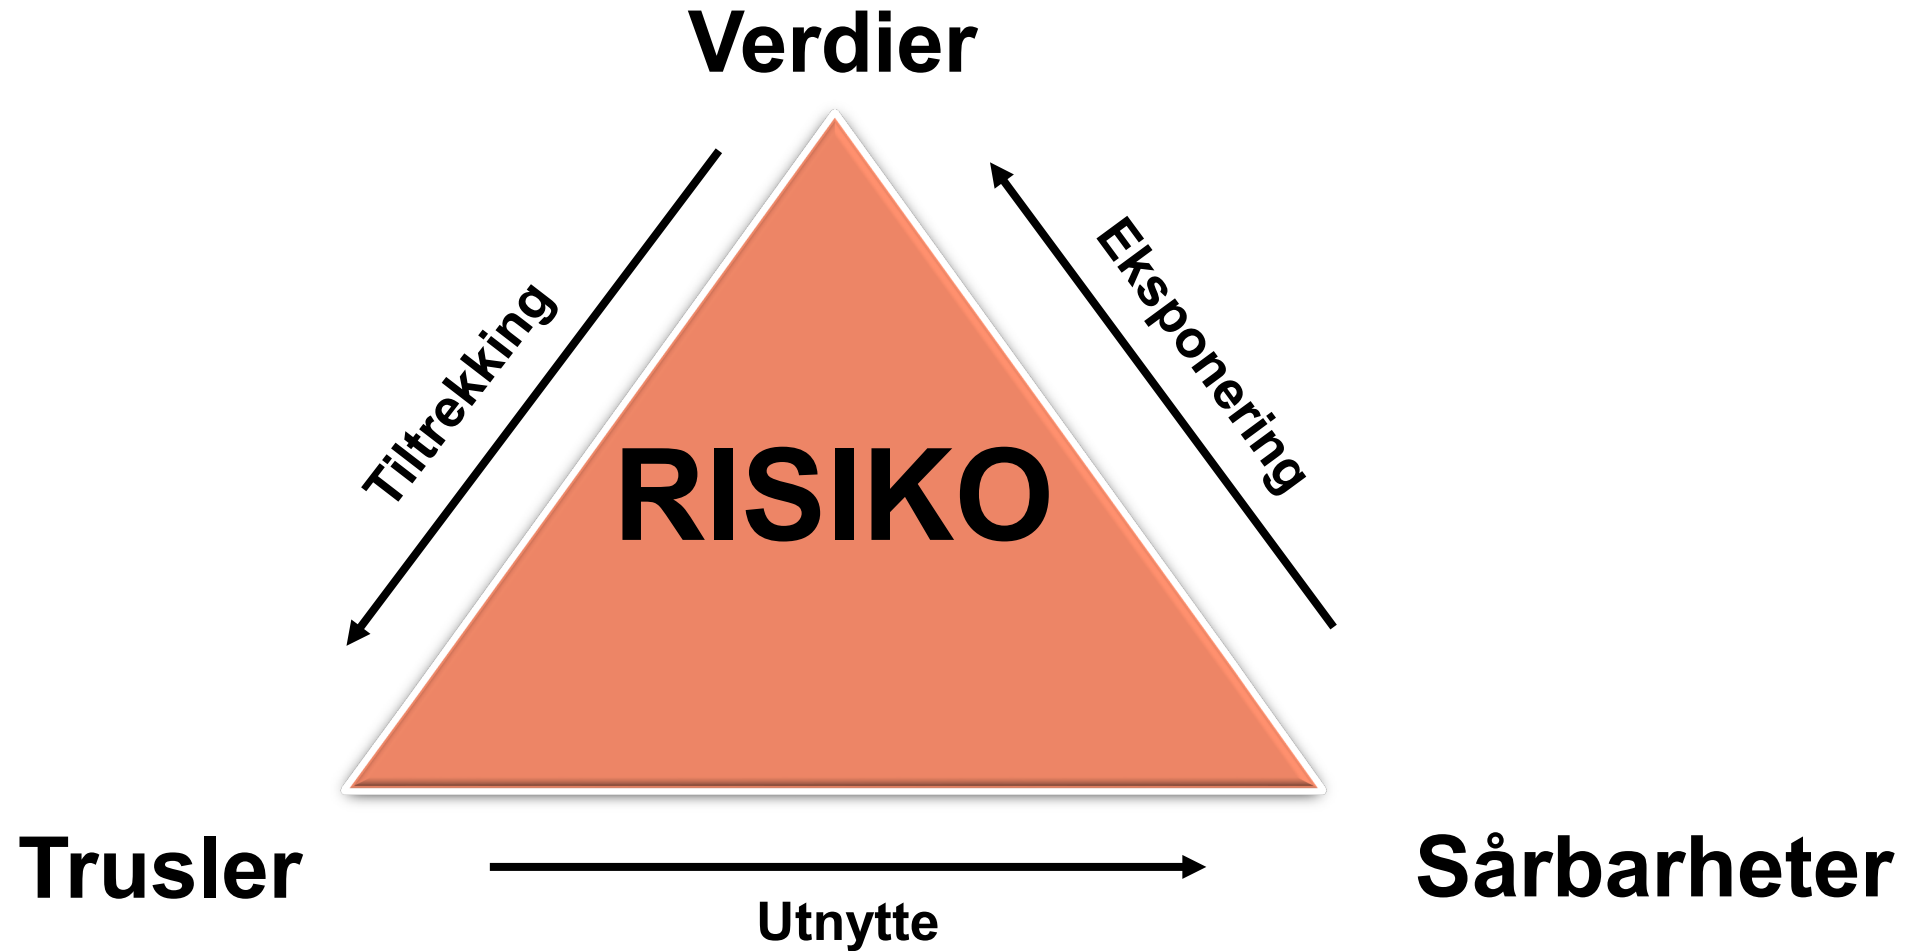 Verdier
Tiltrekking
Eksponering
RISIKO
Trusler
Sårbarheter
Utnytte